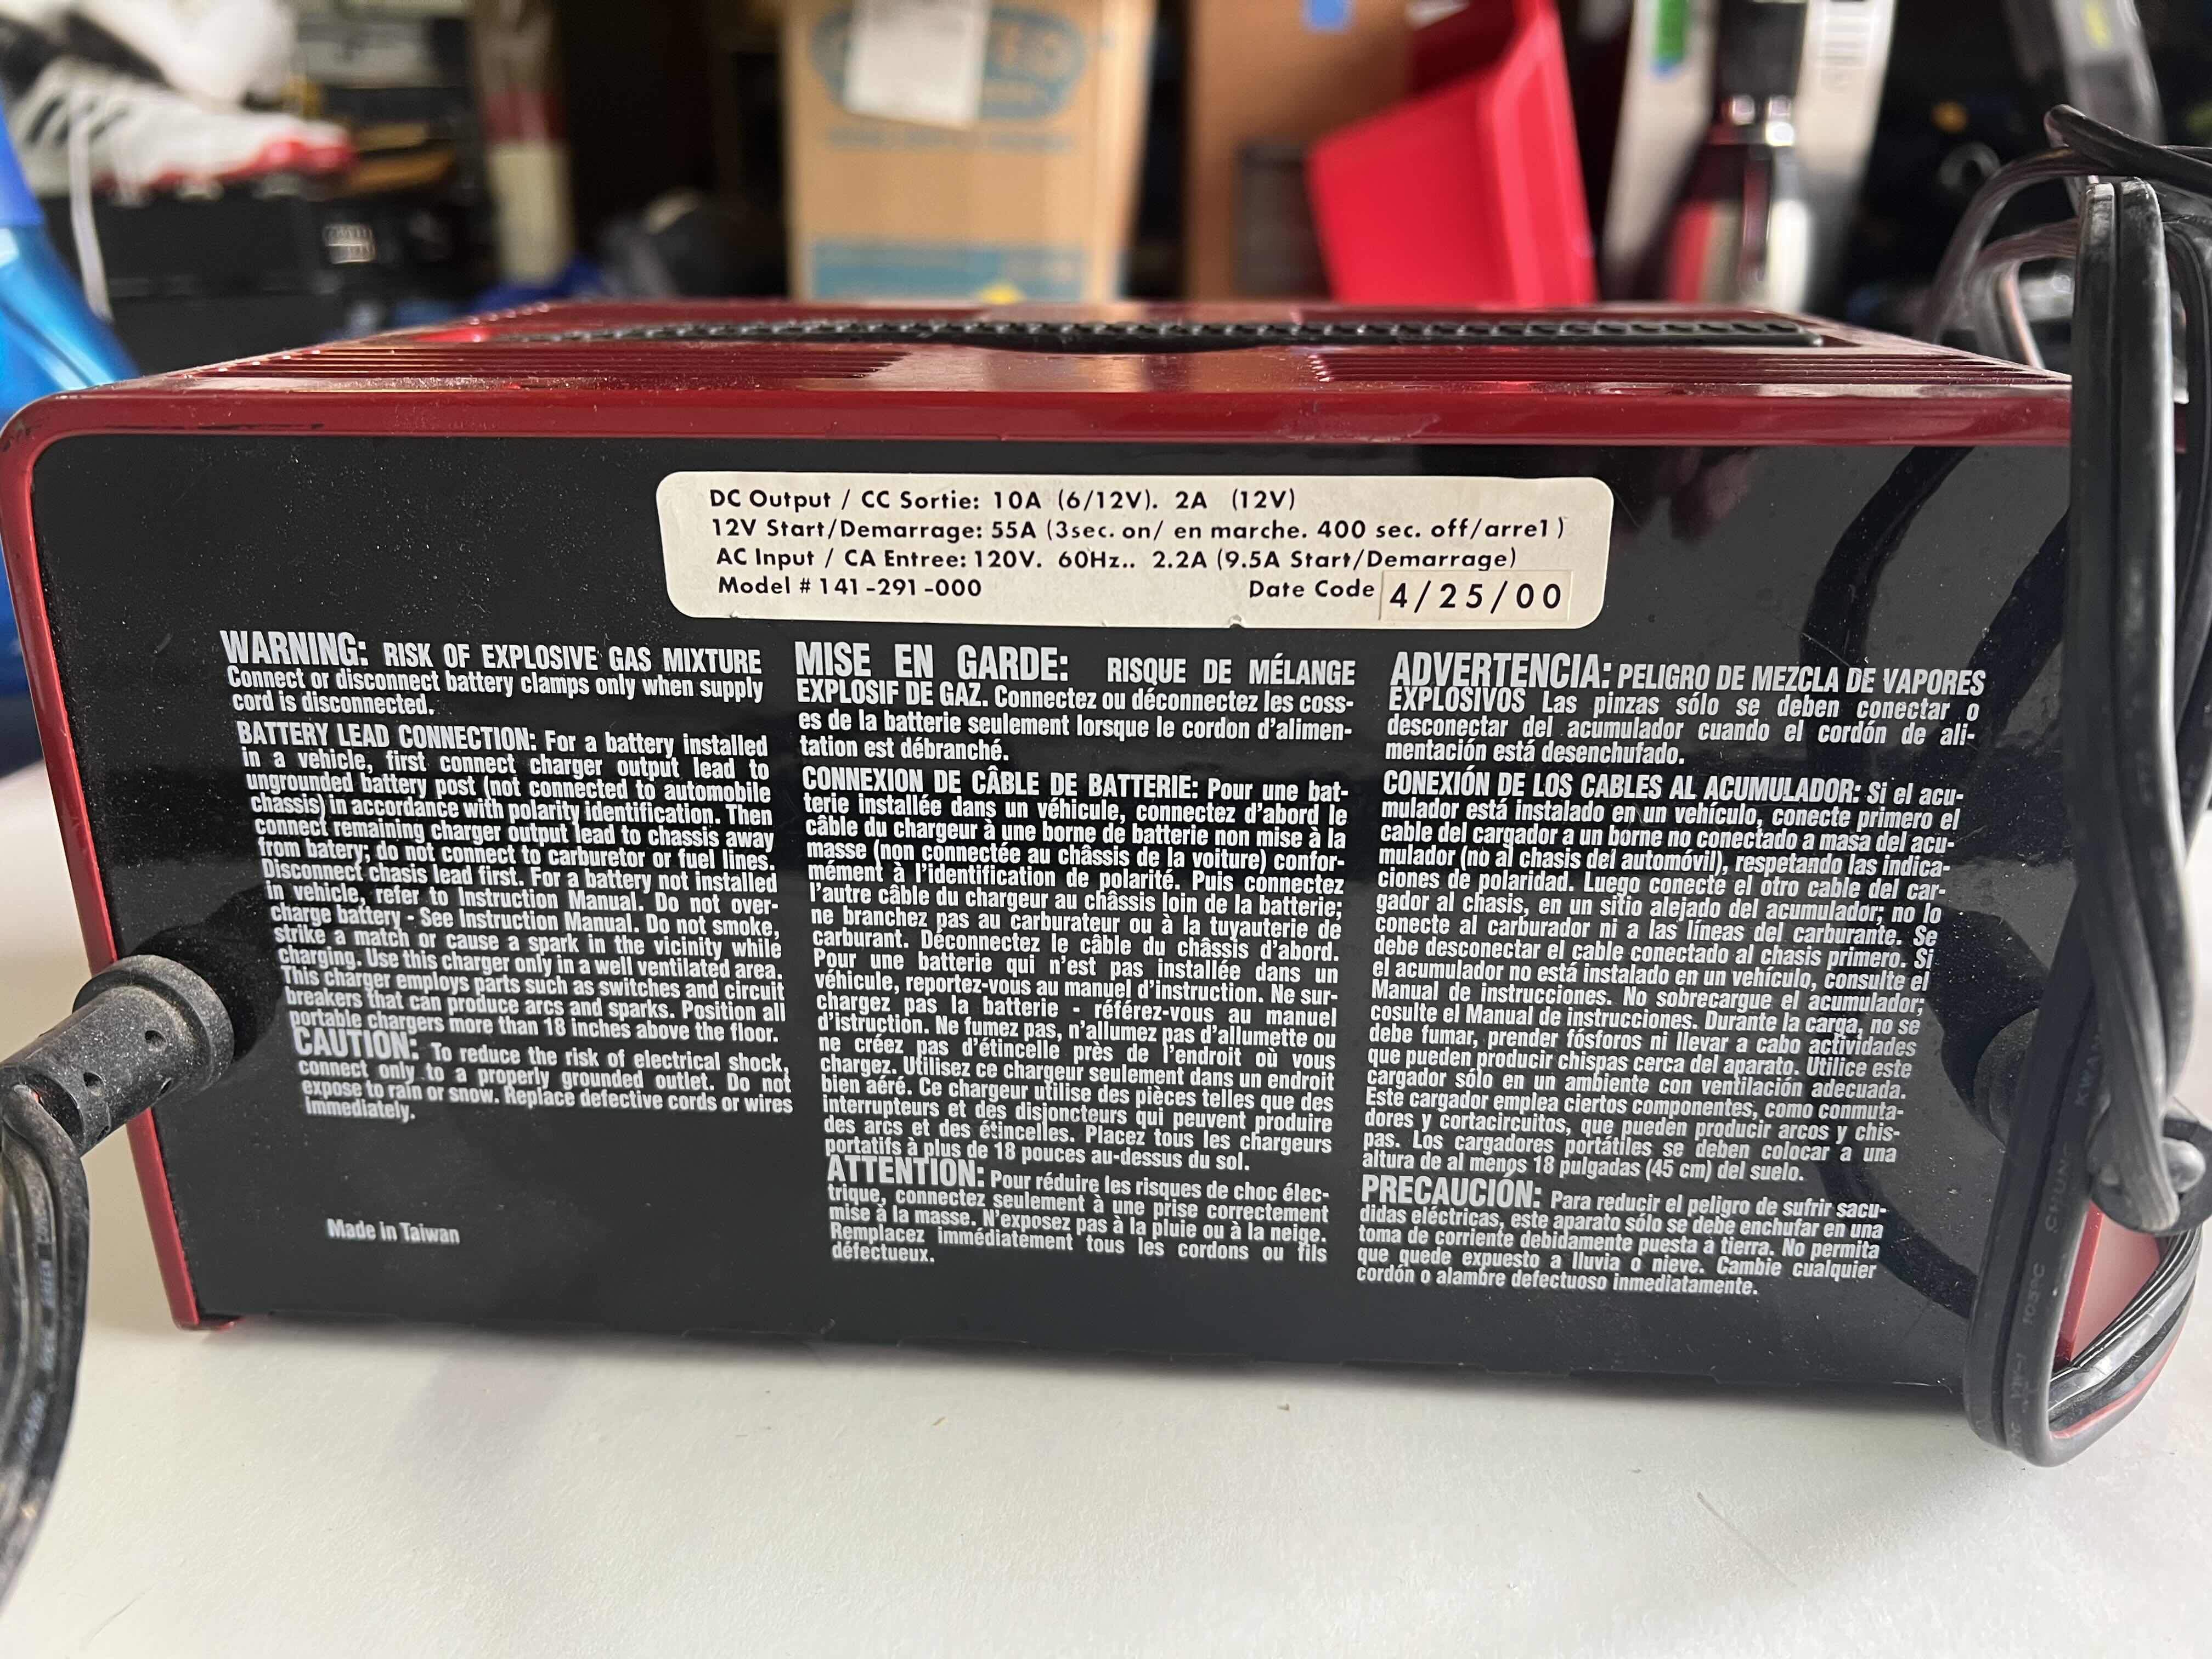 DC Output / CC Sortie: 10A (6/12V). 2A (12V)
12V Start/Demarrage: 55A (3sec. on/ en marche. 400 sec. off/arre1 )
AC Input / CA Entree: 120V. 60Hz.. 2.2A (9.5A Start/Demarrage)
Model # 141-291-000 Date Code 4/25/00
WARNING: RISK OF EXPLOSIVE GAS MIXTURE
Connect or disconnect battery clamps only when supply
cord is disconnected.
BATTERY LEAD CONNECTION: For a battery installed
in a vehicle, first connect charger output lead to
ungrounded battery post (not connected to automobile
chassis) in accordance with polarity identification. Then
connect remaining charger output lead to chassis away
from batery; do not connect to carburetor or fuel lines.
Disconnect chasis lead first. For a battery not installed
in vehicle, refer to Instruction Manual. Do not over-
charge battery - See Instruction Manual. Do not smoke,
strike a match or cause a spark in the vicinity while
charging. Use this charger only in a well ventilated area.
This charger employs parts such as switches and circuit
breakers that can produce arcs and sparks. Position all
portable chargers more than 18 inches above the floor.
CAUTION: To reduce the risk of electrical shock,
connect only to a properly grounded outlet. Do not
expose to rain or snow. Replace defective cords or wires
immediately.
Made in Taiwan
MISE EN GARDE: RISQUE DE MÉLANGE
EXPLOSIF DE GAZ. Connectez ou déconnectez les coss-
es de la batterie seulement lorsque le cordon d'alimen-
tation est débranché.
CONNEXION DE CÂBLE DE BATTERIE: Pour une bat-
terie installée dans un véhicule, connectez d'abord le
câble du chargeur à une borne de batterie non mise à la
masse (non connectée au châssis de la voiture) confor-
mément à l'identification de polarité. Puis connectez
l'autre câble du chargeur au châssis loin de la batterie;
ne branchez pas au carburateur ou à la tuyauterie de
carburant. Déconnectez le câble du châssis d'abord.
Pour une batterie qui n'est pas installée dans un
véhicule, reportez-vous au manuel d'instruction. Ne sur-
chargez pas la batterie - référez-vous au manuel
d'istruction. Ne fumez pas, n'allumez pas d'allumette ou
ne créez pas d'étincelle près de l'endroit où vous
chargez. Utilisez ce chargeur seulement dans un endroit
bien aéré. Ce chargeur utilise des pièces telles que des
interrupteurs et des disjoncteurs qui peuvent produire
des arcs et des étincelles. Placez tous les chargeurs
portatifs à plus de 18 pouces au-dessus du sol.
ATTENTION: Pour réduire les risques de choc élec-
trique, connectez seulement à une prise correctement
mise à la masse. N'exposez pas à la pluie ou à la neige.
Remplacez immédiatement tous les cordons ou fils
défectueux.
ADVERTENCIA: PELIGRO DE MEZCLA DE VAPORES
EXPLOSIVOS Las pinzas sólo se deben conectar o
desconectar del acumulador cuando el cordón de ali-
mentación está desenchufado.
CONEXIÓN DE LOS CABLES AL ACUMULADOR: Si el acu-
mulador está instalado en un vehículo, conecte primero el
cable del cargador a un borne no conectado a masa del acu-
mulador (no al chasis del automóvil), respetando las indica-
ciones de polaridad. Luego conecte el otro cable del car-
gador al chasis, en un sitio alejado del acumulador; no lo
conecte al carburador ni a las líneas del carburante. Se
debe desconectar el cable conectado al chasis primero. Si
el acumulador no está instalado en un vehículo, consulte el
Manual de instrucciones. No sobrecargue el acumulador;
cosulte el Manual de instrucciones. Durante la carga, no se
debe fumar, prender fósforos ni llevar a cabo actividades
que pueden producir chispas cerca del aparato. Utilice este
cargador sólo en un ambiente con ventilación adecuada.
Este cargador emplea ciertos componentes, como conmuta-
dores y cortacircuitos, que pueden producir arcos y chis-
pas. Los cargadores portátiles se deben colocar a una
altura de al menos 18 pulgadas (45 cm) del suelo.
PRECAUCIÓN: Para reducir el peligro de sufrir sacu-
didas eléctricas, este aparato sólo se debe enchufar en una
toma de corriente debidamente puesta a tierra. No permita
que quede expuesto a lluvia o nieve. Cambie cualquier
cordón o alambre defectuoso inmediatamente.